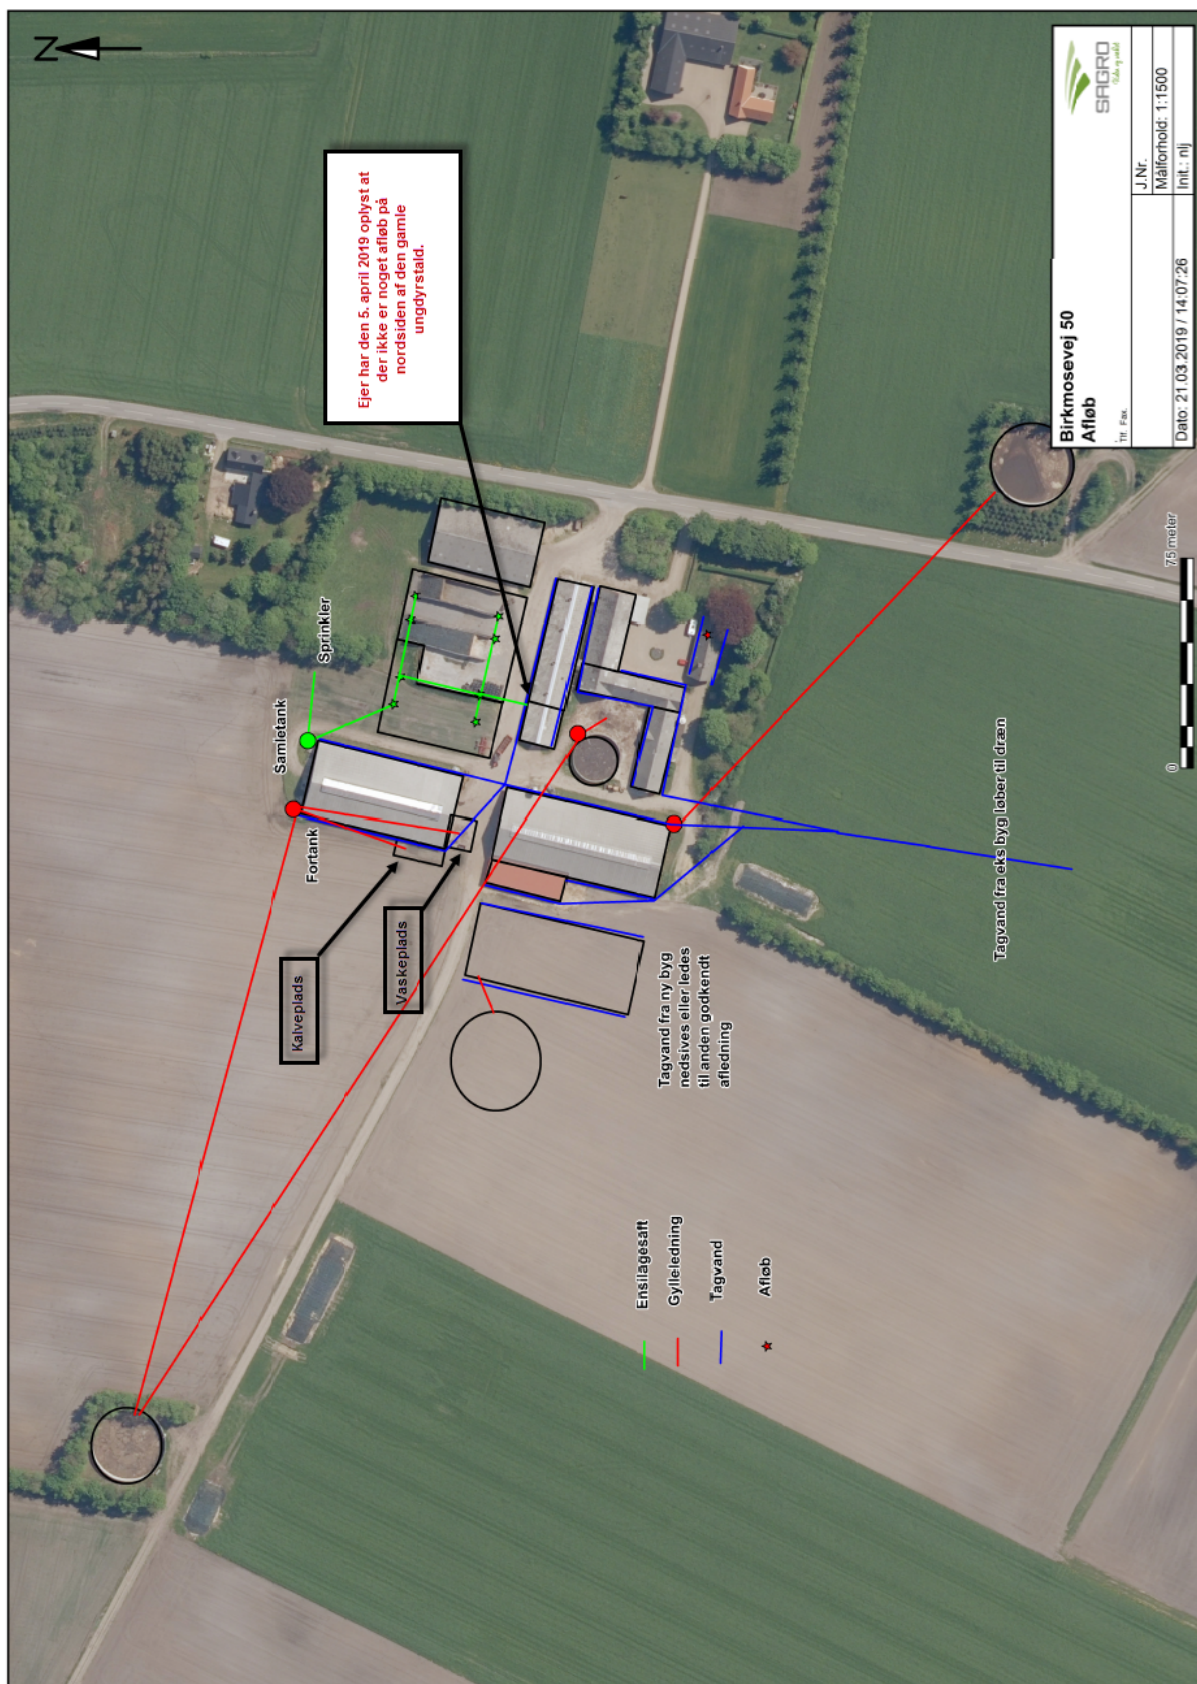 N
Ejer har den 5. april 2019 oplyst at
der ikke er noget afløb på
nordsiden af den gamle
ungdyrstald.
Sprinkler
Samletank
Fortank
Kalveplads
Vaskeplads
Tagvand fra ny byg
nedsives eller ledes
til anden godkendt
afledning
Tagvand fra eks byg løber til dræn
Ensilagesaft
Gylleledning
Tagvand
Afløb
0
75 meter
Birkmosevej 50
Afløb
Tlf. Fax.
SAGRO
J.Nr.
Målforhold: 1:1500
Dato: 21.03.2019 / 14:07:26
Init.: nlj